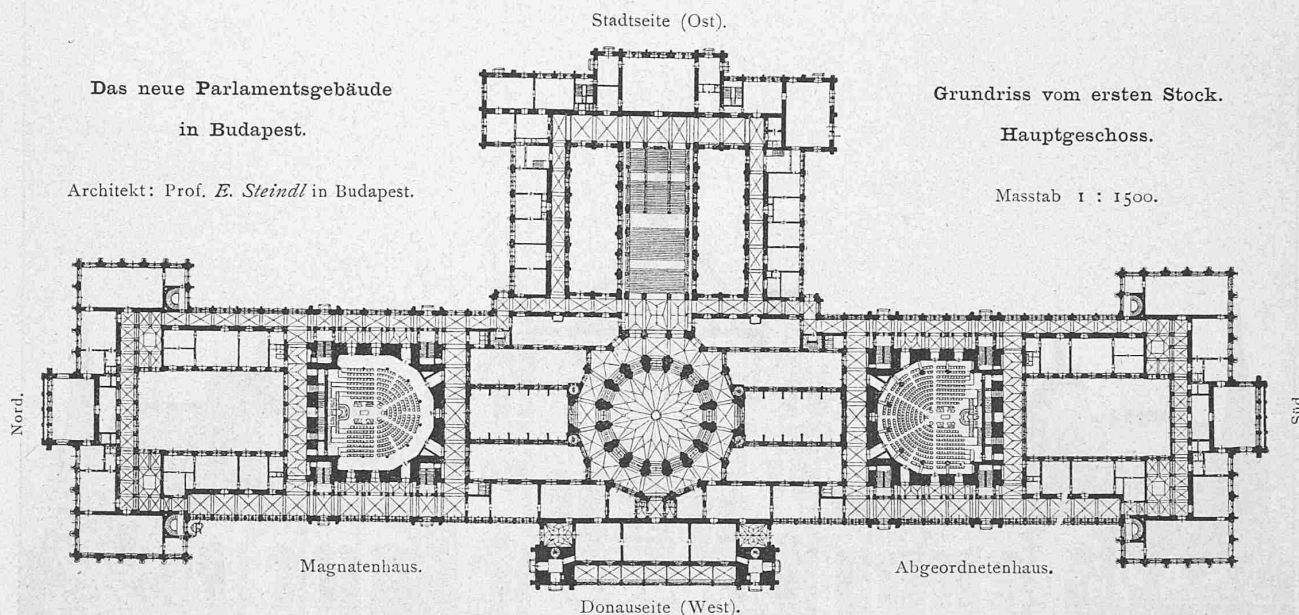 Stadtseite (Ost).
Das neue Parlamentsgebäude
in Budapest.
Architekt: Prof. E. Steindl in Budapest.
Grundriss vom ersten Stock.
Hauptgeschoss.
Masstab 1 : 1500.
Nord.
Süd
Magnatenhaus.
Abgeordnetenhaus.
Donauseite (West).